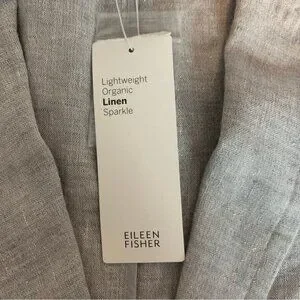 Lightweight
Organic
Linen
Sparkle
EILEEN
FISHER